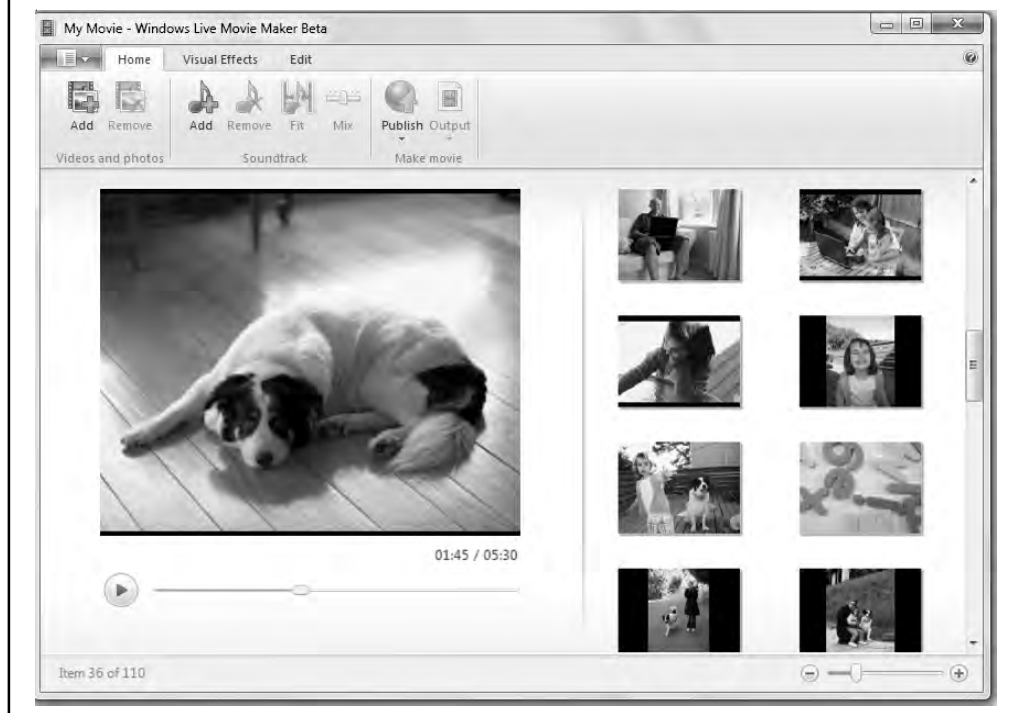 My Movie - Windows Live Movie Maker Beta
Home Visual Effects Edit
Add Remove Add Remove Fit Mix Publish Output
Videos and photos Soundtrack Make movie
01:45 / 05:30
Item 36 of 110